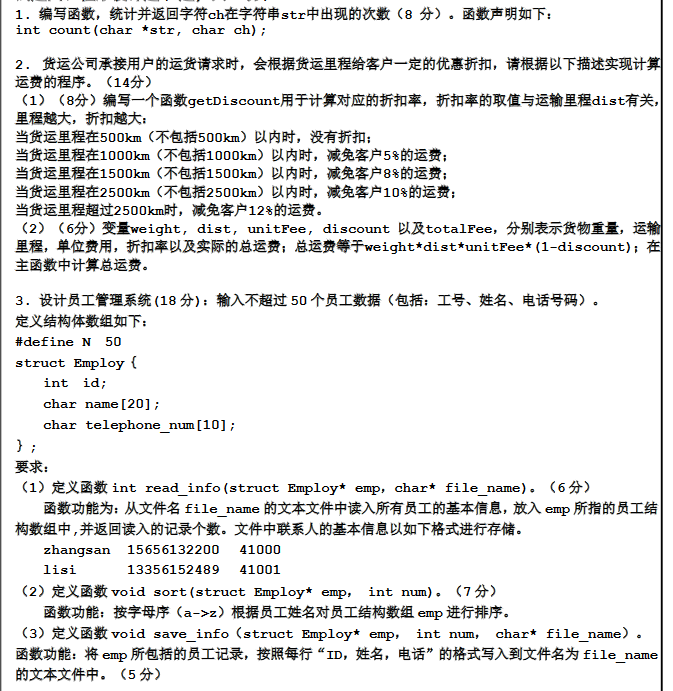 1. 编写函数，统计并返回字符ch在字符串str中出现的次数（8 分）。函数声明如下：
int count(char *str, char ch);
2. 货运公司承接用户的运货请求时，会根据货运里程给客户一定的优惠折扣，请根据以下描述实现计算
运费的程序。（14分）
（1）（8分）编写一个函数getDiscount用于计算对应的折扣率，折扣率的取值与运输里程dist有关，
里程越大，折扣越大：
当货运里程在500km（不包括500km）以内时，没有折扣；
当货运里程在1000km（不包括1000km）以内时，减免客户5%的运费；
当货运里程在1500km（不包括1500km）以内时，减免客户8%的运费；
当货运里程在2500km（不包括2500km）以内时，减免客户10%的运费；
当货运里程超过2500km时，减免客户12%的运费。
（2）（6分）变量weight, dist, unitFee, discount 以及totalFee，分别表示货物重量，运输
里程，单位费用，折扣率以及实际的总运费；总运费等于weight*dist*unitFee*(1-discount)；在
主函数中计算总运费。
3. 设计员工管理系统(18 分)：输入不超过 50 个员工数据（包括：工号、姓名、电话号码）。
定义结构体数组如下：
#define N 50
struct Employ {
int id;
char name[20];
char telephone_num[10];
};
要求：
（1）定义函数 int read_info(struct Employ* emp, char* file_name)。（6 分）
函数功能为：从文件名 file_name 的文本文件中读入所有员工的基本信息，放入 emp 所指的员工结
构数组中,并返回读入的记录个数。文件中联系人的基本信息以如下格式进行存储。
zhangsan 15656132200 41000
lisi 13356152489 41001
（2）定义函数 void sort(struct Employ* emp, int num)。（7 分）
函数功能：按字母序（a->z）根据员工姓名对员工结构数组 emp 进行排序。
（3）定义函数 void save_info（struct Employ* emp, int num, char* file_name）。
函数功能：将 emp 所包括的员工记录，按照每行“ID，姓名，电话”的格式写入到文件名为 file_name
的文本文件中。（5 分）